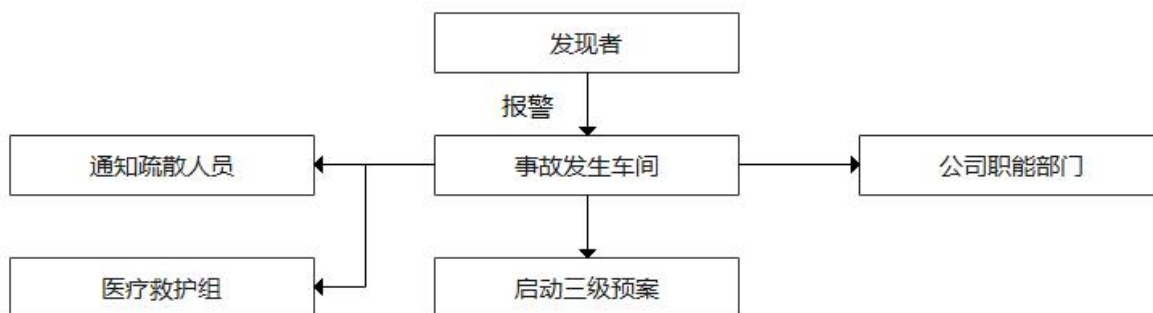 发现者
报警
通知疏散人员
事故发生车间
公司职能部门
医疗救护组
启动三级预案